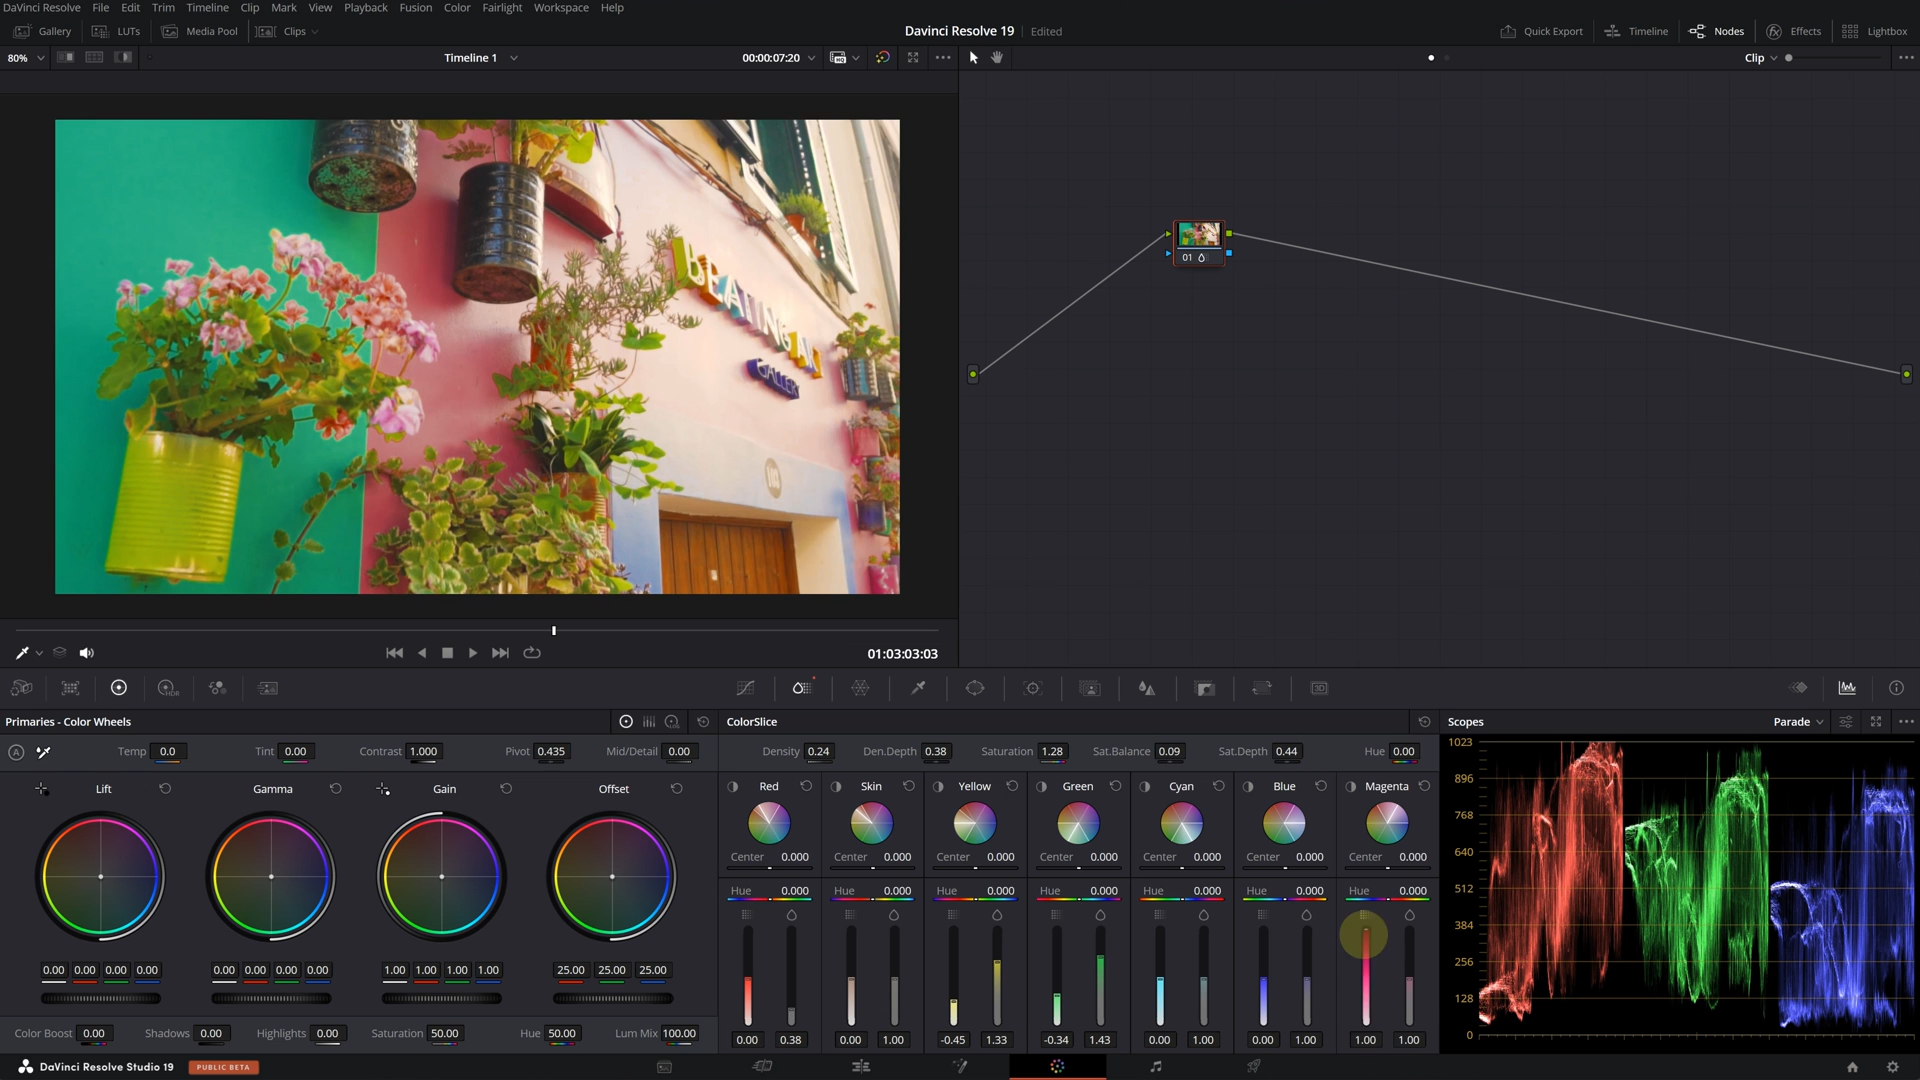 DaVinci Resolve File Edit Trim Timeline Clip Mark View Playback Fusion Color Fairlight Workspace Help
Gallery LUTs Media Pool Clips Davinci Resolve 19 Edited Quick Export Timeline Nodes Effects Lightbox
80% Timeline 1 00:00:07:20 Clip
BEATING ART
GALLERY
01
01:03:03:03
HDR 3D
Primaries - Color Wheels ColorSlice Scopes Parade
A Temp 0.0 Tint 0.00 Contrast 1.000 Pivot 0.435 Mid/Detail 0.00 Density 0.24 Den.Depth 0.38 Saturation 1.28 Sat.Balance 0.09 Sat.Depth 0.44 Hue 0.00
Lift Gamma Gain Offset Red Skin Yellow Green Cyan Blue Magenta
Center 0.000 Center 0.000 Center 0.000 Center 0.000 Center 0.000 Center 0.000 Center 0.000
Hue 0.000 Hue 0.000 Hue 0.000 Hue 0.000 Hue 0.000 Hue 0.000 Hue 0.000
0.00 0.00 0.00 0.00 0.00 0.00 0.00 0.00 1.00 1.00 1.00 1.00 25.00 25.00 25.00
Color Boost 0.00 Shadows 0.00 Highlights 0.00 Saturation 50.00 Hue 50.00 Lum Mix 100.00 0.00 0.38 0.00 1.00 -0.45 1.33 -0.34 1.43 0.00 1.00 0.00 1.00 1.00 1.00
1023
896
768
640
512
384
256
128
0
DaVinci Resolve Studio 19 PUBLIC BETA